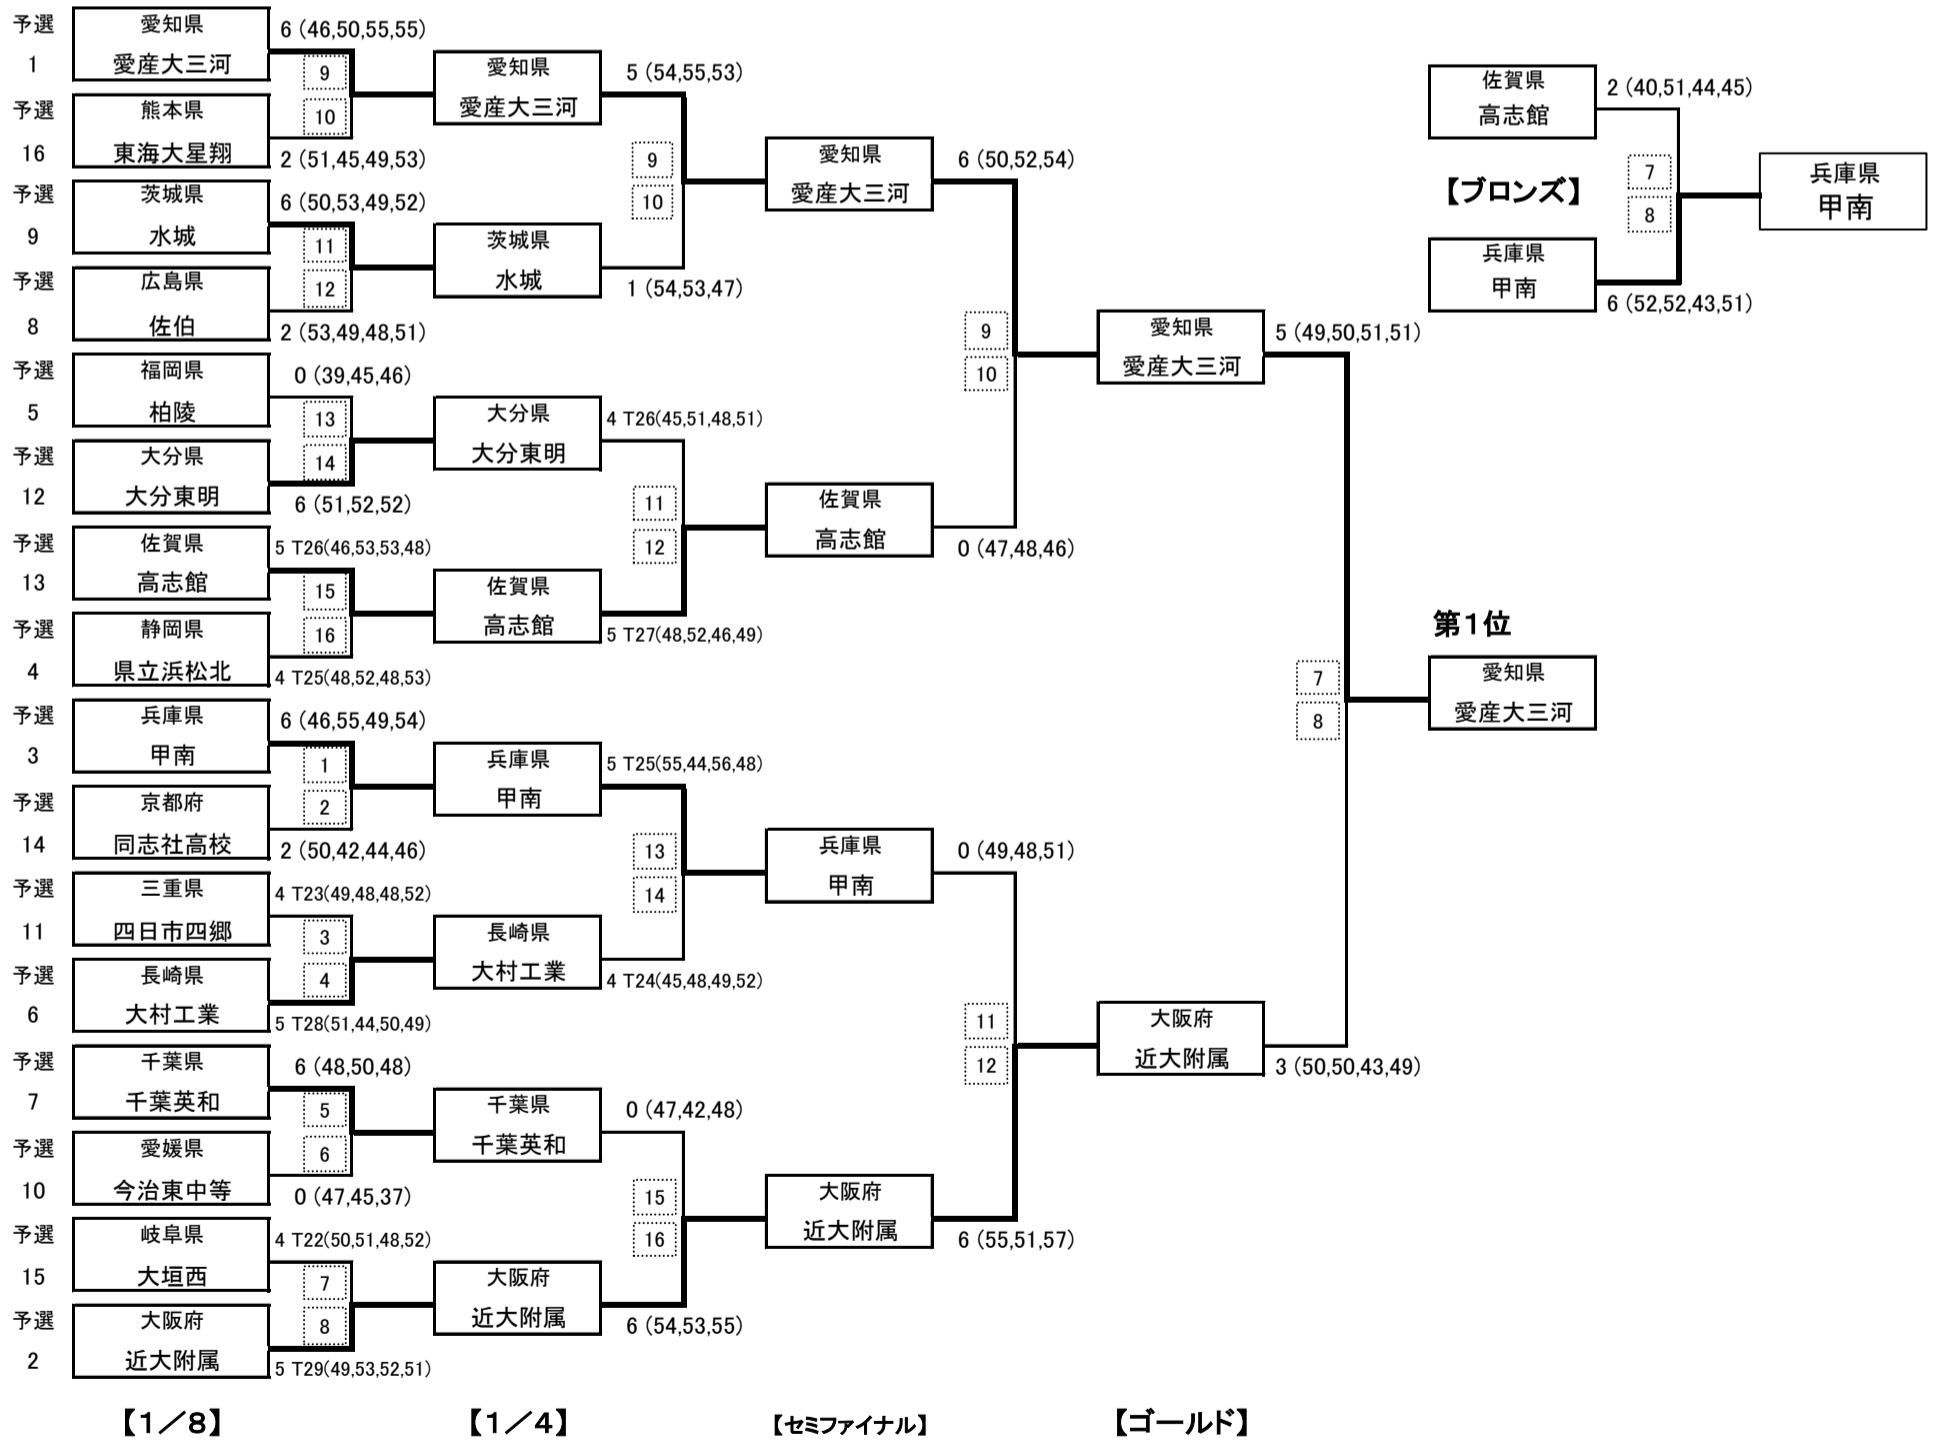 予選
1
愛知県
愛産大三河
6 (46,50,55,55)
9
10
予選
16
熊本県
東海大星翔
2 (51,45,49,53)
予選
9
茨城県
水城
6 (50,53,49,52)
11
12
予選
8
広島県
佐伯
2 (53,49,48,51)
予選
5
福岡県
柏陵
0 (39,45,46)
13
14
予選
12
大分県
大分東明
6 (51,52,52)
予選
13
佐賀県
高志館
5 T26(46,53,53,48)
15
16
予選
4
静岡県
県立浜松北
4 T25(48,52,48,53)
予選
3
兵庫県
甲南
6 (46,55,49,54)
1
2
予選
14
京都府
同志社高校
2 (50,42,44,46)
予選
11
三重県
四日市四郷
4 T23(49,48,48,52)
3
4
予選
6
長崎県
大村工業
5 T28(51,44,50,49)
予選
7
千葉県
千葉英和
6 (48,50,48)
5
6
予選
10
愛媛県
今治東中等
0 (47,45,37)
予選
15
岐阜県
大垣西
4 T22(50,51,48,52)
7
8
予選
2
大阪府
近大附属
5 T29(49,53,52,51)
【1/8】
愛知県
愛産大三河
5 (54,55,53)
9
10
茨城県
水城
1 (54,53,47)
大分県
大分東明
4 T26(45,51,48,51)
11
12
佐賀県
高志館
5 T27(48,52,46,49)
兵庫県
甲南
5 T25(55,44,56,48)
13
14
長崎県
大村工業
4 T24(45,48,49,52)
千葉県
千葉英和
0 (47,42,48)
15
16
大阪府
近大附属
6 (54,53,55)
【1/4】
愛知県
愛産大三河
6 (50,52,54)
9
10
佐賀県
高志館
0 (47,48,46)
兵庫県
甲南
0 (49,48,51)
11
12
大阪府
近大附属
6 (55,51,57)
【セミファイナル】
愛知県
愛産大三河
5 (49,50,51,51)
7
8
大阪府
近大附属
3 (50,50,43,49)
【ゴールド】
第1位
愛知県
愛産大三河
佐賀県
高志館
2 (40,51,44,45)
【ブロンズ】
7
8
兵庫県
甲南
6 (52,52,43,51)
兵庫県
甲南